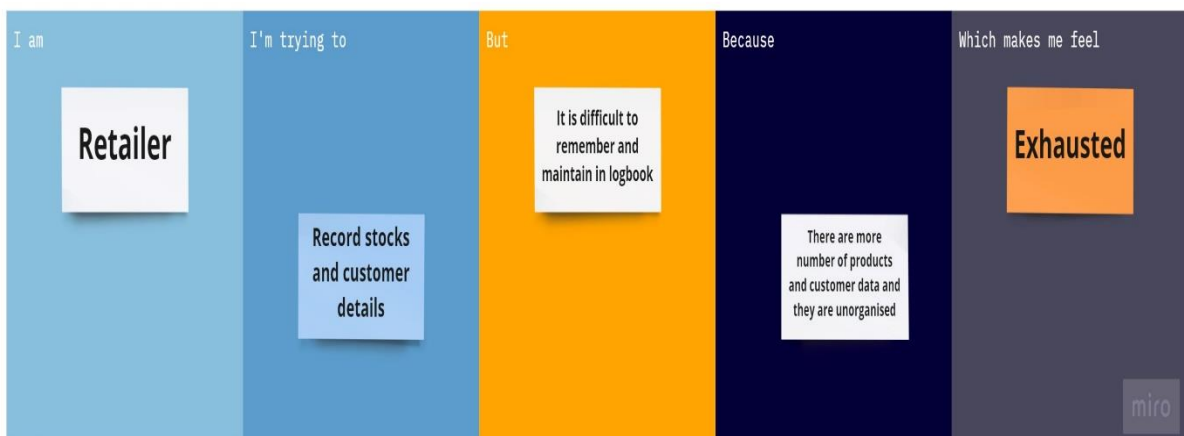 I am
Retailer
I'm trying to
Record stocks
and customer
details
But
It is difficult to
remember and
maintain in logbook
Because
There are more
number of products
and customer data and
they are unorganised
Which makes me feel
Exhausted
miro